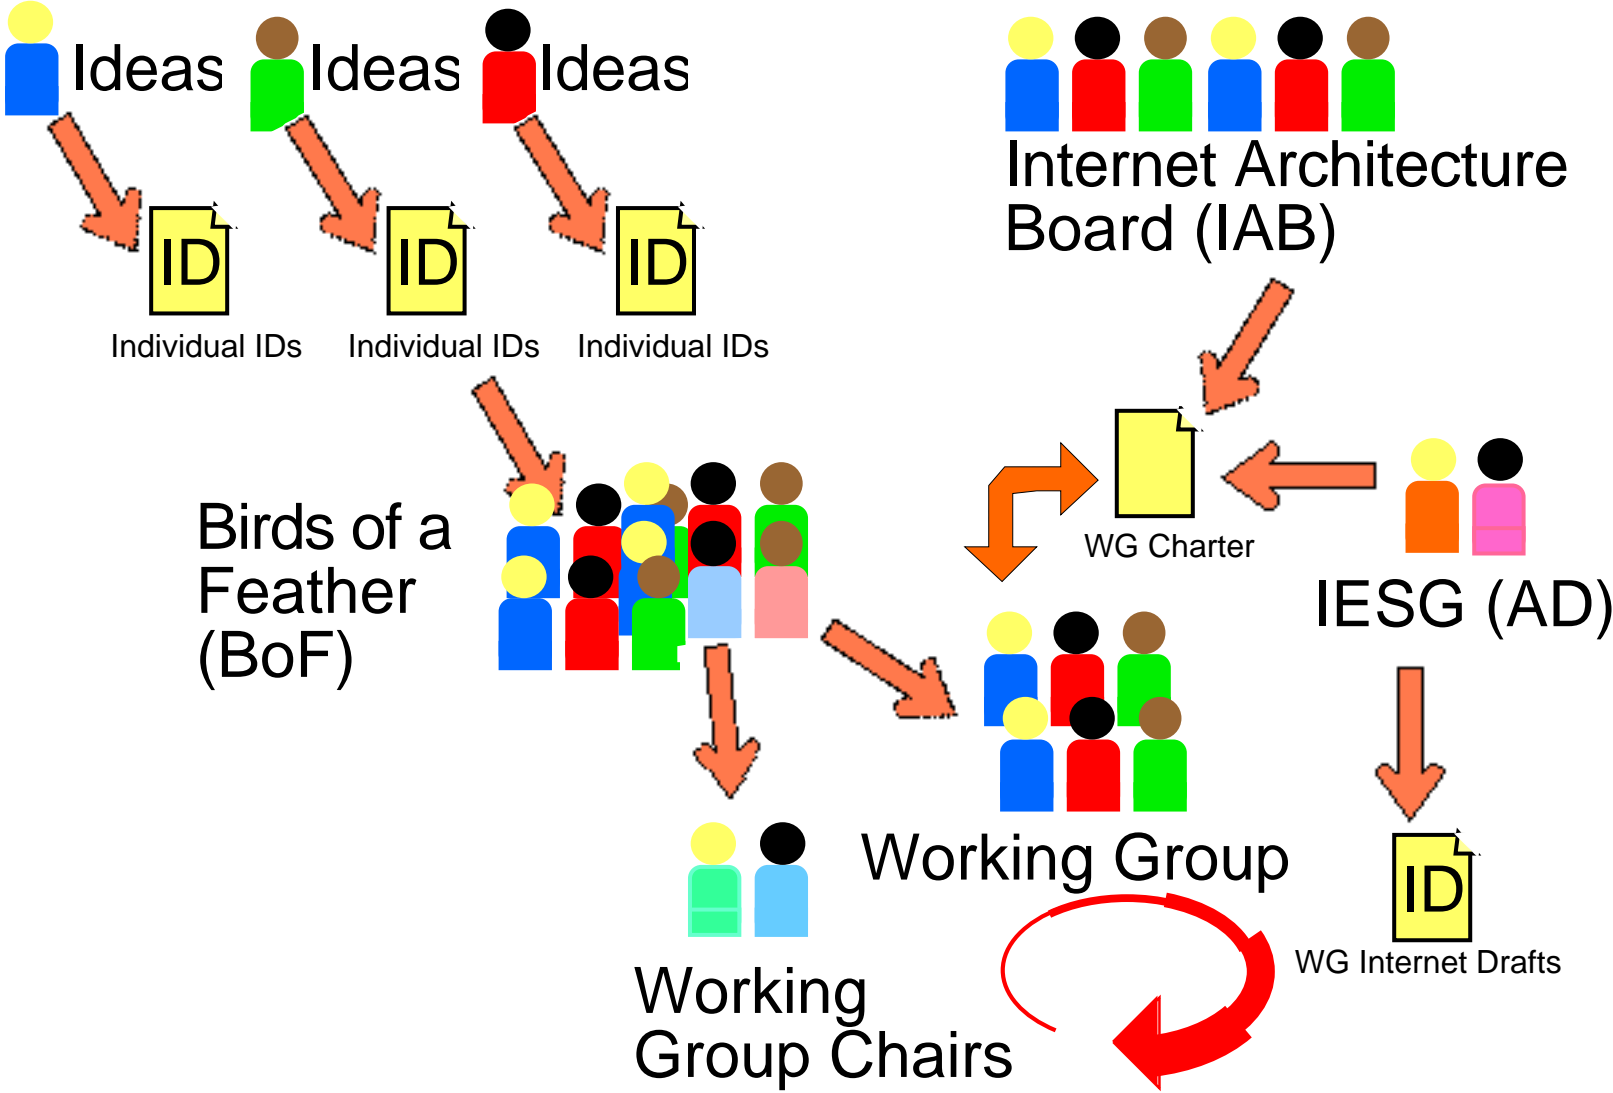 Ideas
Ideas
Ideas
ID
ID
ID
Individual IDs
Individual IDs
Individual IDs
Internet Architecture
Board (IAB)
WG Charter
IESG (AD)
Birds of a
Feather
(BoF)
Working Group
ID
WG Internet Drafts
Working
Group Chairs